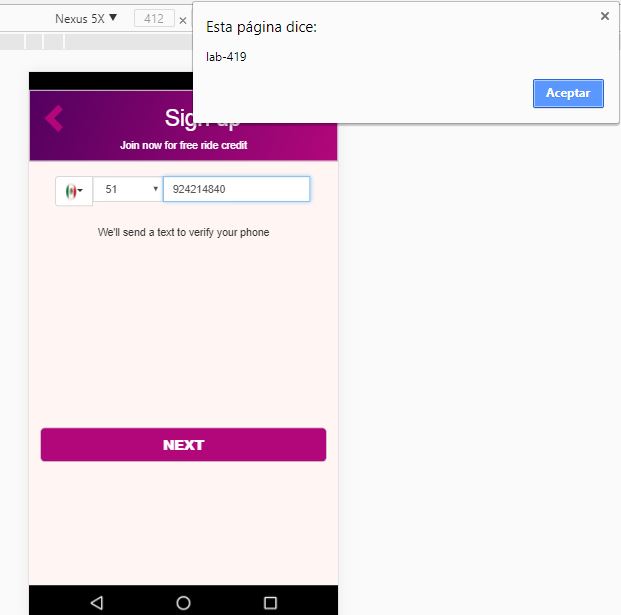 Nexus 5X ▼ 412 ×
Esta página dice:
lab-419
Aceptar
Sign up
Join now for free ride credit
51
924214840
We'll send a text to verify your phone
NEXT